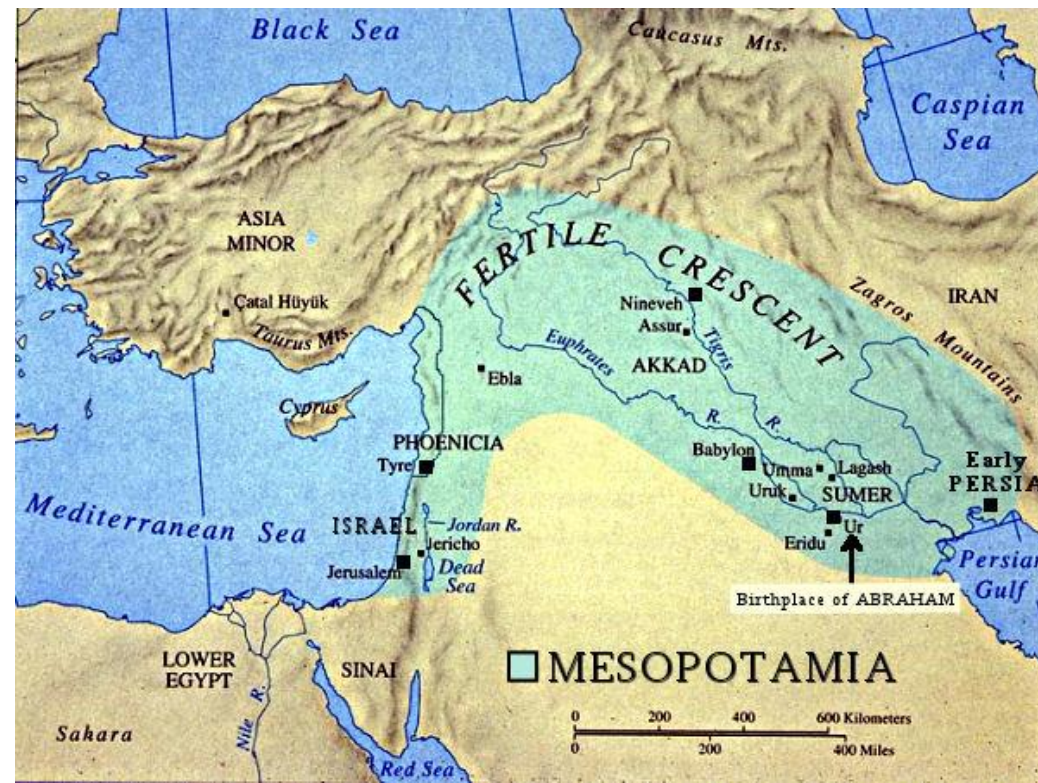 Black Sea
Caucasus Mts.
Caspian
Sea
ASIA
MINOR
FERTILE CRESCENT
Zagros Mountains
IRAN
Nineveh
Assur
Tigris R.
Çatal Hüyük
Taurus Mts.
Euphrates R.
AKKAD
Ebla
Cyprus
PHOENICIA
Tyre
Babylon
Umma
Lagash
Uruk
SUMER
Early
PERSIA
Mediterranean Sea
ISRAEL
Jordan R.
Jericho
Jerusalem
Dead
Sea
Ur
Eridu
Persian
Gulf
Birthplace of ABRAHAM
LOWER
EGYPT
SINAI
MESOPOTAMIA
Sahara
Nile R.
Red Sea
0 200 400 600 Kilometers
0 200 400 Miles